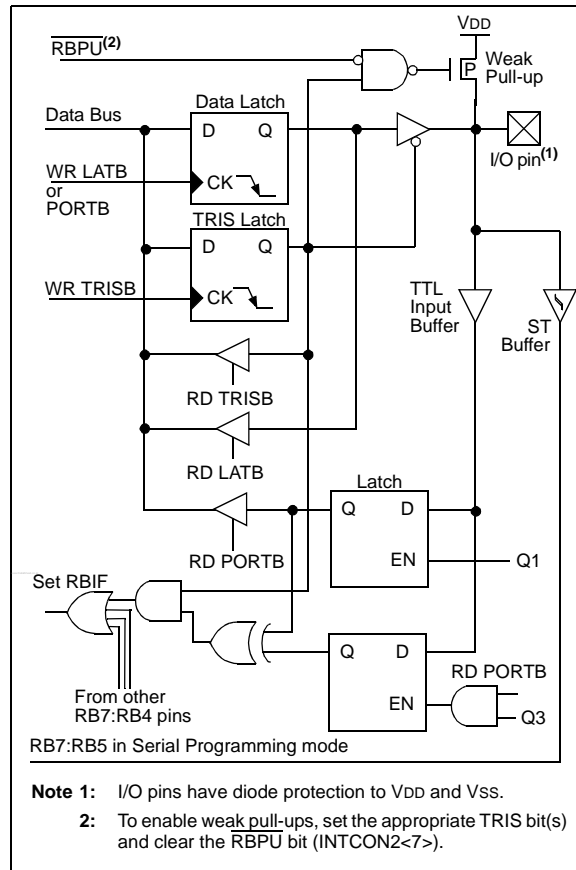 VDD
RBPU(2)
P
Weak
Pull-up
Data Latch
Data Bus
D Q
I/O pin(1)
WR LATB
or
PORTB
CK
TRIS Latch
D Q
WR TRISB
CK
TTL
Input
Buffer
ST
Buffer
RD TRISB
RD LATB
Latch
Q D
EN
Q1
RD PORTB
Set RBIF
Q D
EN
RD PORTB
Q3
From other
RB7:RB4 pins
RB7:RB5 in Serial Programming mode
Note 1: I/O pins have diode protection to VDD and VSS.
2: To enable weak pull-ups, set the appropriate TRIS bit(s)
and clear the RBPU bit (INTCON2<7>).